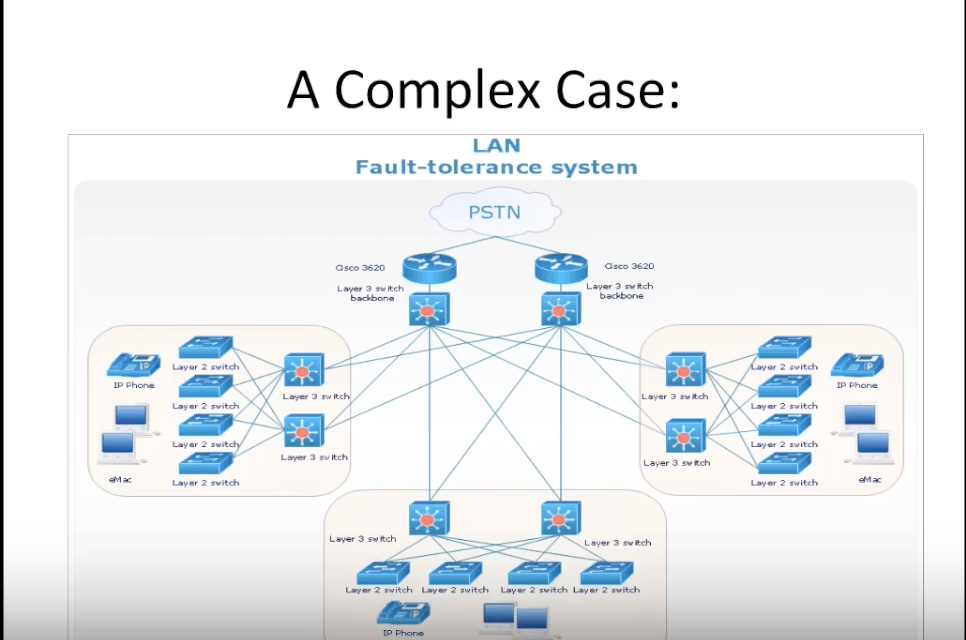 A Complex Case:
LAN
Fault-tolerance system
PSTN
Cisco 3620
Cisco 3620
Layer 3 switch
backbone
Layer 3 switch
backbone
IP
IP Phone
Layer 2 switch
Layer 2 switch
Layer 2 switch
Layer 2 switch
eMac
Layer 3 switch
Layer 3 switch
Layer 3 switch
Layer 3 switch
Layer 2 switch
Layer 2 switch
Layer 2 switch
Layer 2 switch
IP
IP Phone
eMac
Layer 3 switch
Layer 3 switch
Layer 2 switch
Layer 2 switch
Layer 2 switch
Layer 2 switch
IP
IP Phone